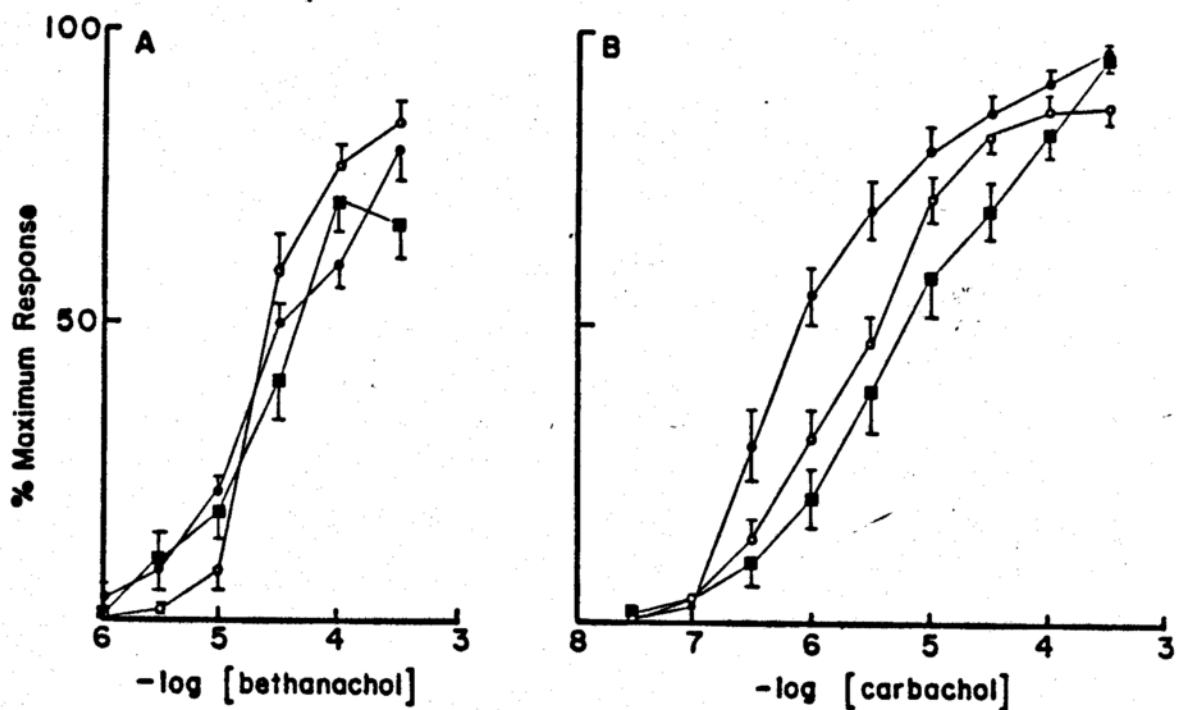 100
A
50
% Maximum Response
6 5 4 3
-log [bethanachol]
B
8 7 6 5 4 3
-log [carbachol]